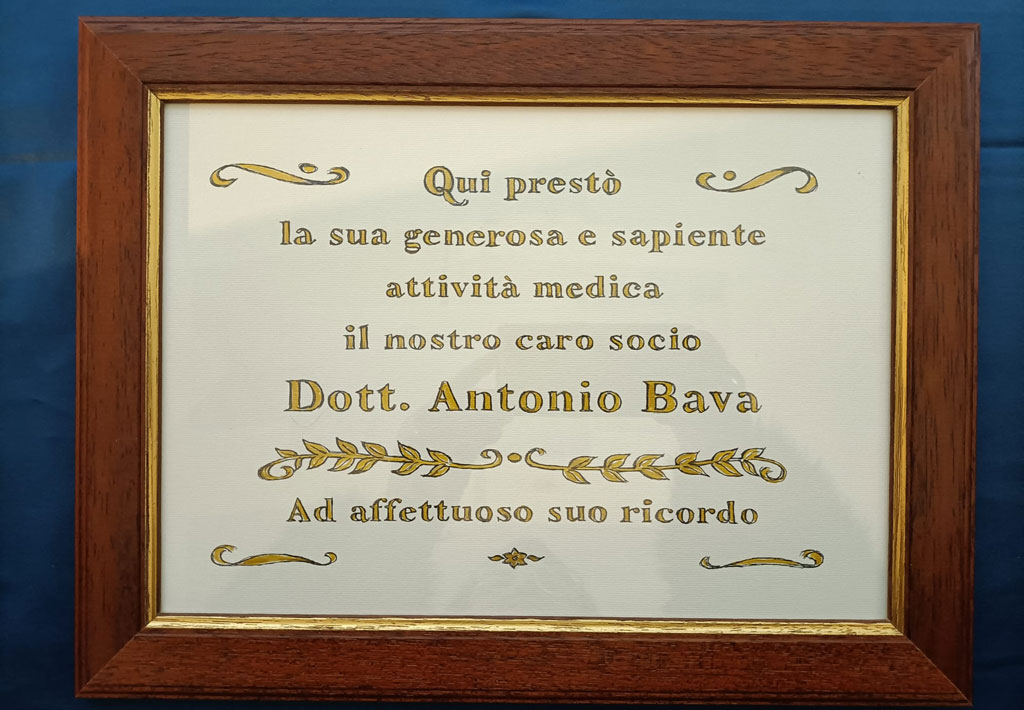 Qui prestò
la sua generosa e sapiente
attività medica
il nostro caro socio
Dott. Antonio Bava
Ad affettuoso suo ricordo